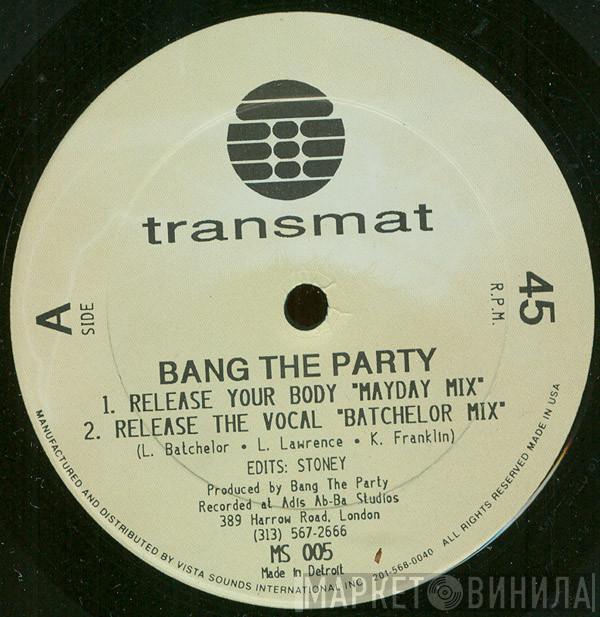 transmat
A
SIDE
45
R.P.M.
BANG THE PARTY
1. RELEASE YOUR BODY "MAYDAY MIX"
2. RELEASE THE VOCAL "BATCHELOR MIX"
(L. Batchelor • L. Lawrence • K. Franklin)
EDITS: STONEY
Produced by Bang The Party
Recorded at Adis Ab-Ba Studios
389 Harrow Road, London
(313) 567-2666
MS 005
Made in Detroit
MANUFACTURED AND DISTRIBUTED BY VISTA SOUNDS INTERNATIONAL INC 201-568-0040 ALL RIGHTS RESERVED MADE IN USA
МАРКЕТ ВИНИЛА